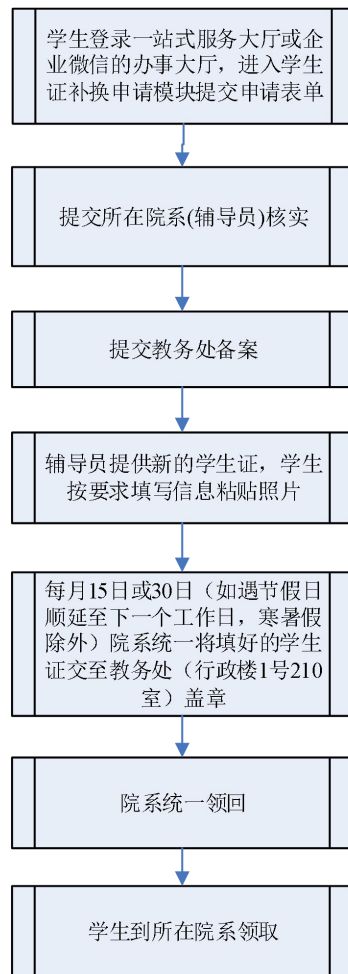 学生登录一站式服务大厅或企
业微信的办事大厅，进入学生
证补换申请模块提交申请表单
提交所在院系(辅导员)核实
提交教务处备案
辅导员提供新的学生证，学生
按要求填写信息粘贴照片
每月15日或30日（如遇节假日
顺延至下一个工作日，寒暑假
除外）院系统一将填好的学生
证交至教务处（行政楼1号210
室）盖章
院系统一领回
学生到所在院系领取